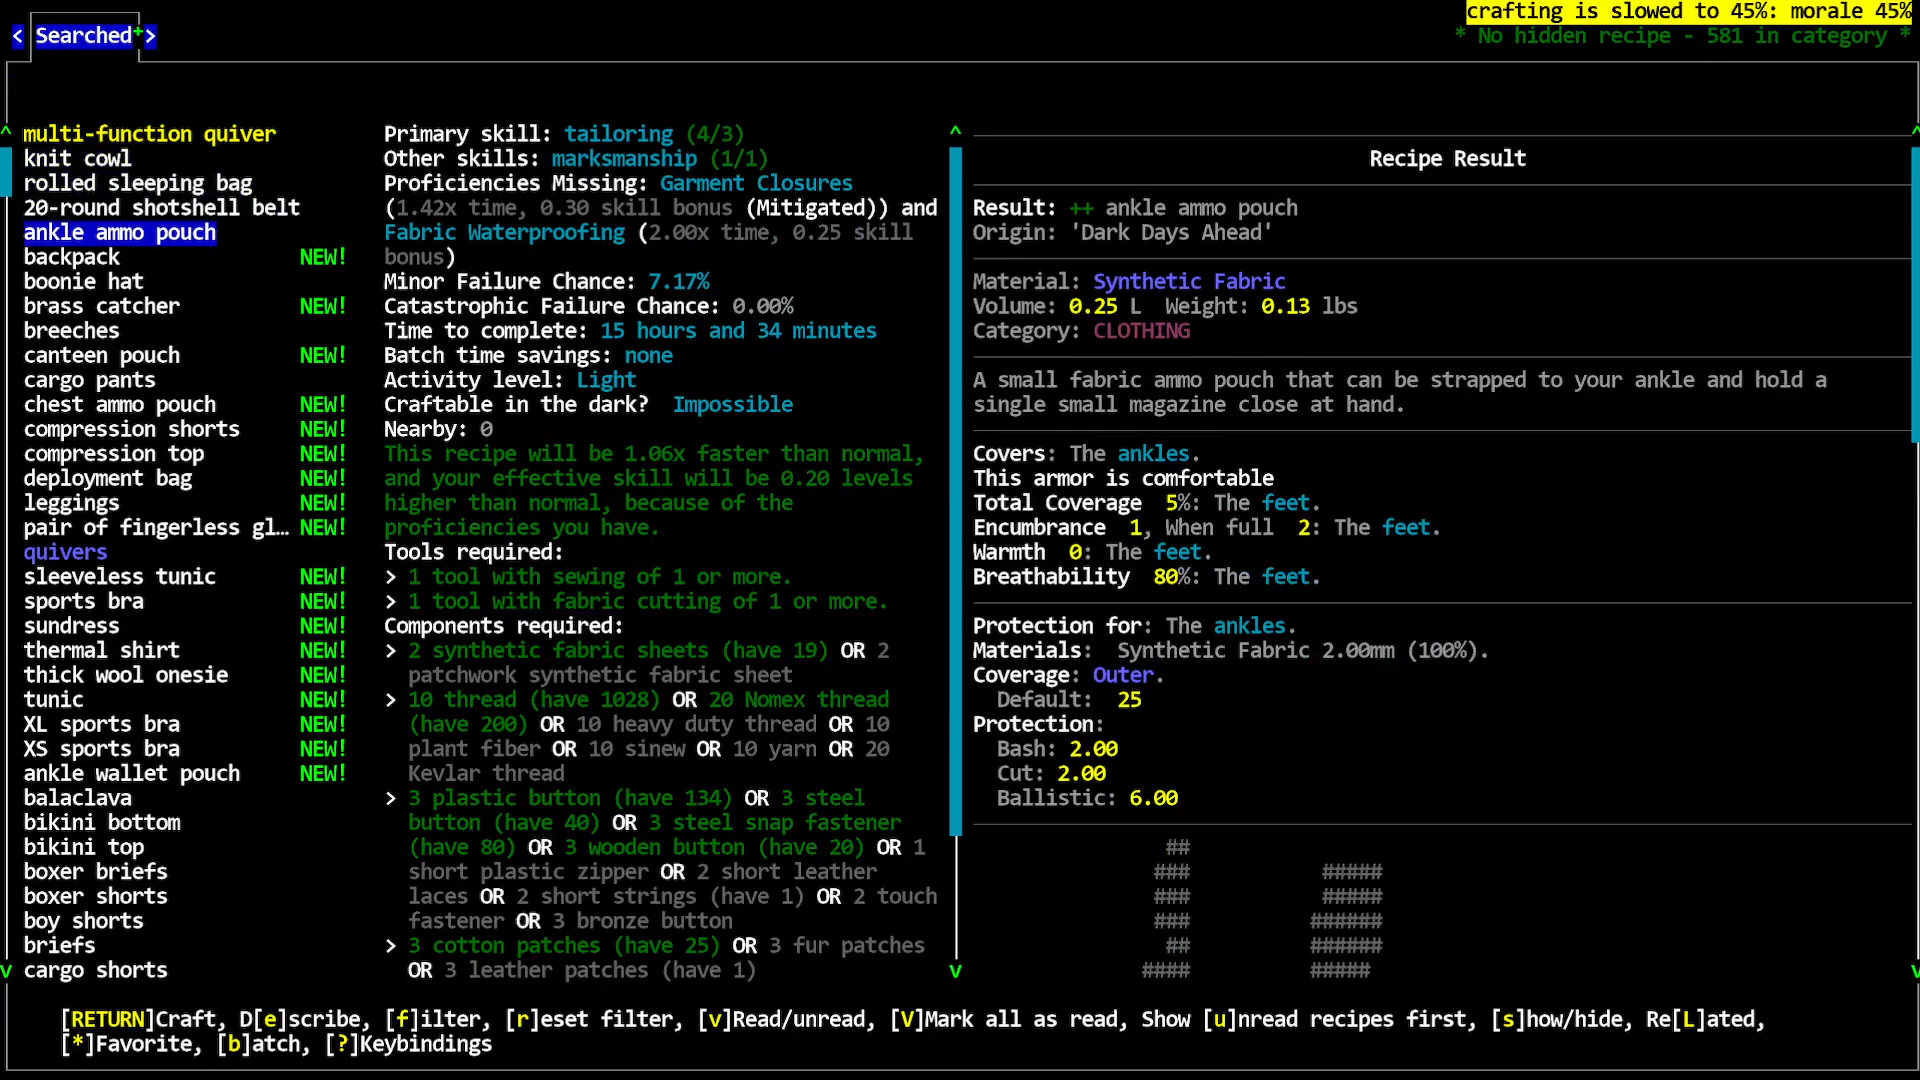 crafting is slowed to 45%: morale 45%
< Searched+>
* No hidden recipe - 581 in category *
multi-function quiver
knit cowl
rolled sleeping bag
20-round shotshell belt
ankle ammo pouch
backpack NEW!
boonie hat
brass catcher NEW!
breeches
canteen pouch NEW!
cargo pants
chest ammo pouch NEW!
compression shorts NEW!
compression top NEW!
deployment bag NEW!
leggings NEW!
pair of fingerless gl… NEW!
quivers
sleeveless tunic NEW!
sports bra NEW!
sundress NEW!
thermal shirt NEW!
thick wool onesie NEW!
tunic NEW!
XL sports bra NEW!
XS sports bra NEW!
ankle wallet pouch NEW!
balaclava
bikini bottom
bikini top
boxer briefs
boxer shorts
boy shorts
briefs
cargo shorts
Primary skill: tailoring (4/3)
Other skills: marksmanship (1/1)
Proficiencies Missing: Garment Closures
(1.42x time, 0.30 skill bonus (Mitigated)) and
Fabric Waterproofing (2.00x time, 0.25 skill
bonus)
Minor Failure Chance: 7.17%
Catastrophic Failure Chance: 0.00%
Time to complete: 15 hours and 34 minutes
Batch time savings: none
Activity level: Light
Craftable in the dark? Impossible
Nearby: 0
This recipe will be 1.06x faster than normal,
and your effective skill will be 0.20 levels
higher than normal, because of the
proficiencies you have.
Tools required:
> 1 tool with sewing of 1 or more.
> 1 tool with fabric cutting of 1 or more.
Components required:
> 2 synthetic fabric sheets (have 19) OR 2
patchwork synthetic fabric sheet
> 10 thread (have 1028) OR 20 Nomex thread
(have 200) OR 10 heavy duty thread OR 10
plant fiber OR 10 sinew OR 10 yarn OR 20
Kevlar thread
> 3 plastic button (have 134) OR 3 steel
button (have 40) OR 3 steel snap fastener
(have 80) OR 3 wooden button (have 20) OR 1
short plastic zipper OR 2 short leather
laces OR 2 short strings (have 1) OR 2 touch
fastener OR 3 bronze button
> 3 cotton patches (have 25) OR 3 fur patches
OR 3 leather patches (have 1)
Recipe Result
Result: ++ ankle ammo pouch
Origin: 'Dark Days Ahead'
Material: Synthetic Fabric
Volume: 0.25 L Weight: 0.13 lbs
Category: CLOTHING
A small fabric ammo pouch that can be strapped to your ankle and hold a
single small magazine close at hand.
Covers: The ankles.
This armor is comfortable
Total Coverage 5%: The feet.
Encumbrance 1, When full 2: The feet.
Warmth 0: The feet.
Breathability 80%: The feet.
Protection for: The ankles.
Materials: Synthetic Fabric 2.00mm (100%).
Coverage: Outer.
Default: 25
Protection:
Bash: 2.00
Cut: 2.00
Ballistic: 6.00
##
### #####
### #####
### ######
## ######
#### #####
[RETURN]Craft, D[e]scribe, [f]ilter, [r]eset filter, [v]Read/unread, [V]Mark all as read, Show [u]nread recipes first, [s]how/hide, Re[L]ated,
[*]Favorite, [b]atch, [?]Keybindings